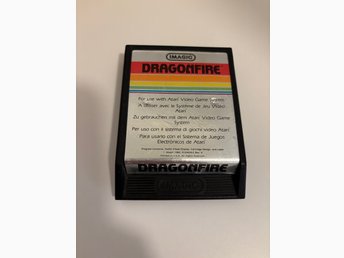 IMAGIC
DRAGONFIRE
For use with Atari Video Game System
A utiliser avec le Système de Jeu Vidéo
Atari
Zu gebrauchen mit dem Atari Video Game
System
Per uso con il sistema di giochi video Atari
Para usarlo con el Sistema de Juegos
Electrónicos de Atari
DRAGONFIRE
IMAGIC